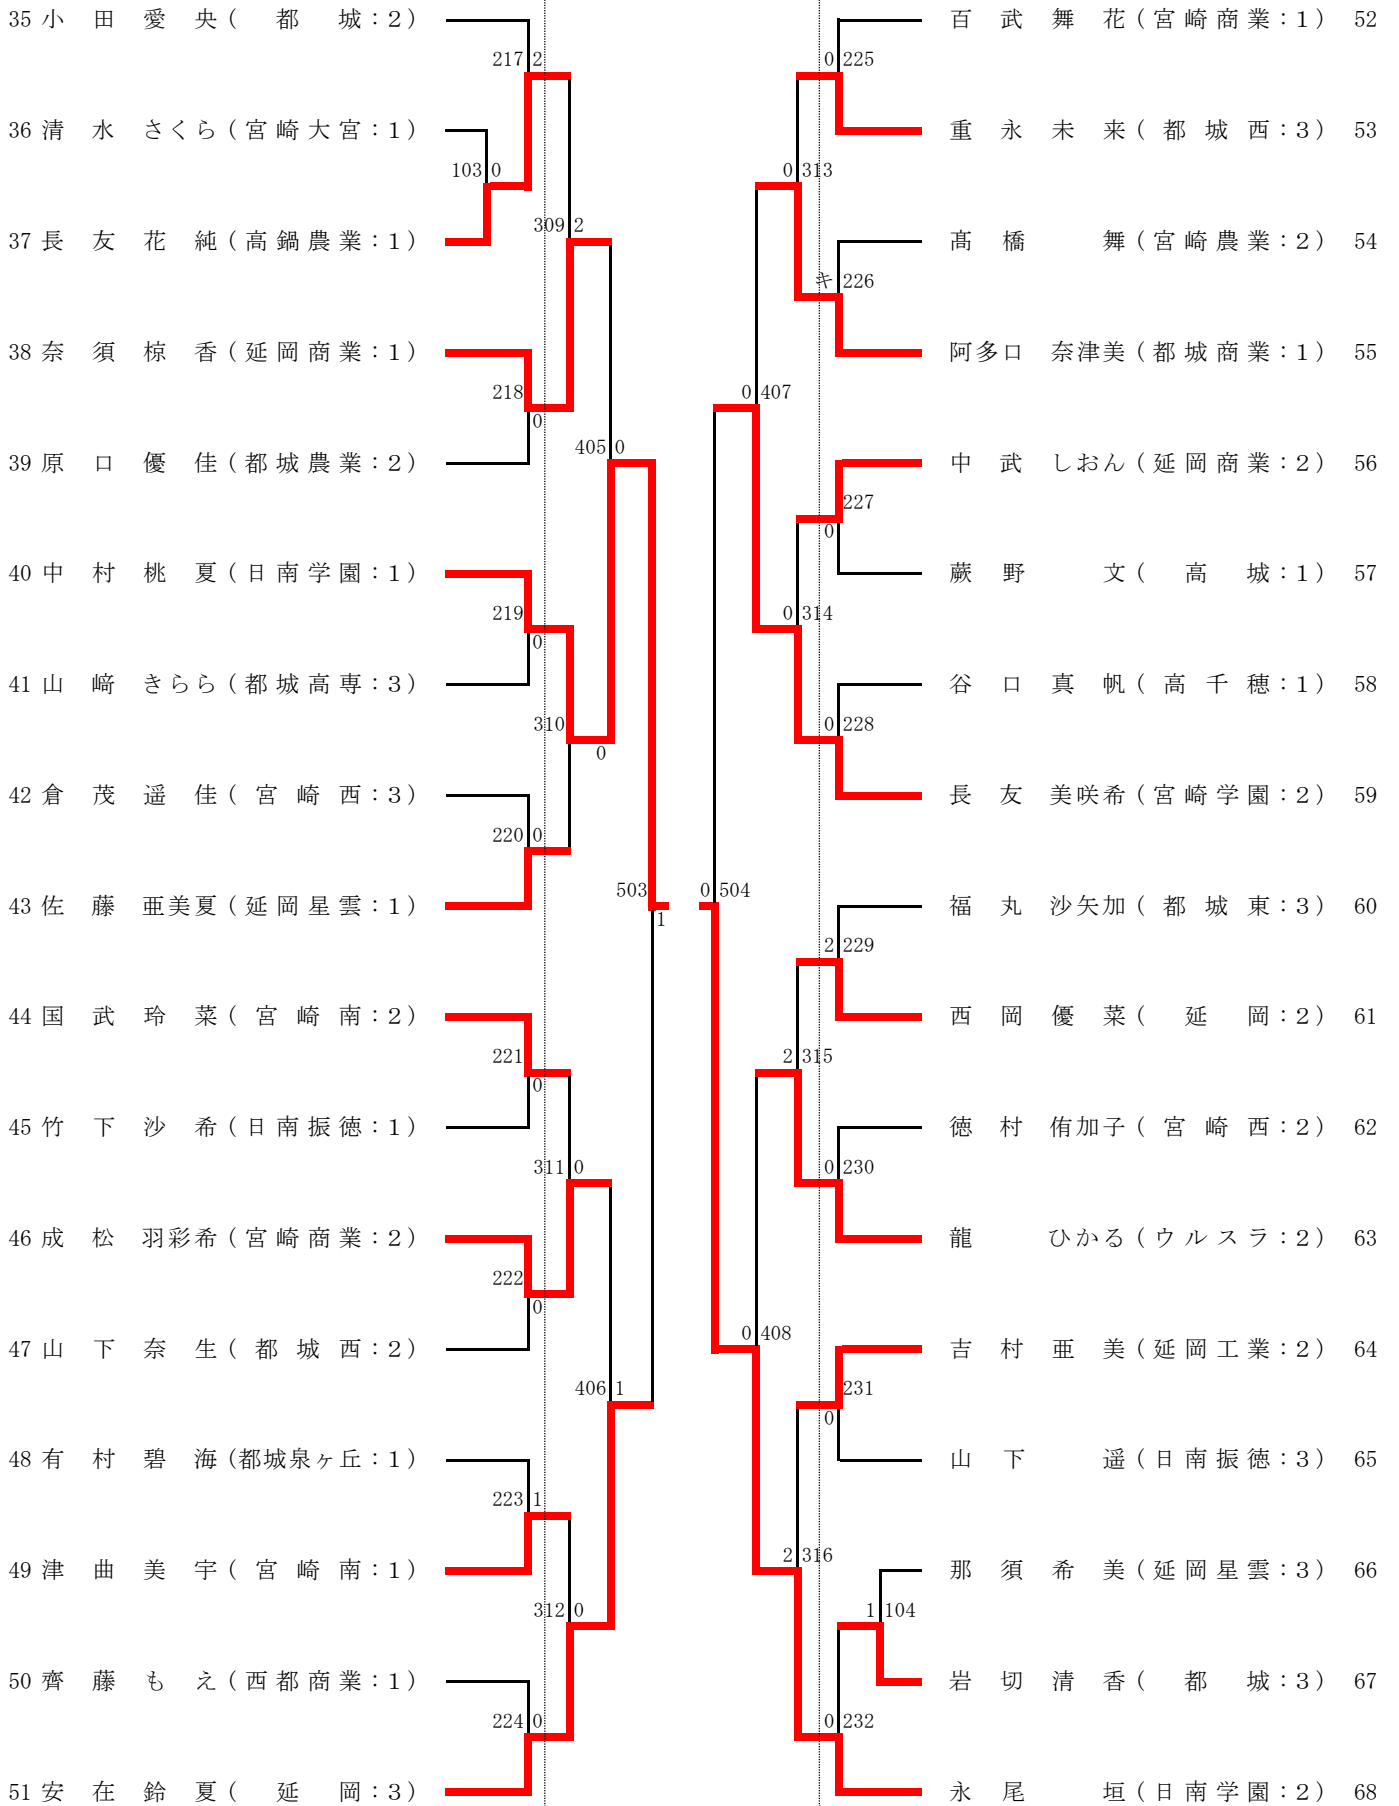 35 小田愛央(都城:2)
217 2
36 清水さくら(宮崎大宮:1)
103 0
37 長友花純(高鍋農業:1)
309 2
38 奈須椋香(延岡商業:1)
218
0
39 原口優佳(都城農業:2)
405 0
40 中村桃夏(日南学園:1)
219
0
41 山﨑きらら(都城高専:3)
310
0
42 倉茂遥佳(宮崎西:3)
220 0
43 佐藤亜美夏(延岡星雲:1)
503
1
44 国武玲菜(宮崎南:2)
221
0
45 竹下沙希(日南振徳:1)
311 0
46 成松羽彩希(宮崎商業:2)
222
0
47 山下奈生(都城西:2)
406 1
48 有村碧海(都城泉ヶ丘:1)
223 1
49 津曲美宇(宮崎南:1)
312 0
50 齊藤もえ(西都商業:1)
224 0
51 安在鈴夏(延岡:3)
百武舞花(宮崎商業:1) 52
0 225
重永未来(都城西:3) 53
0 313
髙橋舞(宮崎農業:2) 54
キ 226
阿多口奈津美(都城商業:1) 55
0 407
中武しおん(延岡商業:2) 56
227
0
蕨野文(高城:1) 57
0 314
谷口真帆(高千穂:1) 58
0 228
長友美咲希(宮崎学園:2) 59
0 504
福丸沙矢加(都城東:3) 60
2 229
西岡優菜(延岡:2) 61
2 315
徳村侑加子(宮崎西:2) 62
0 230
龍ひかる(ウルスラ:2) 63
0 408
吉村亜美(延岡工業:2) 64
231
0
山下遥(日南振徳:3) 65
2 316
那須希美(延岡星雲:3) 66
1 104
岩切清香(都城:3) 67
0 232
永尾垣(日南学園:2) 68